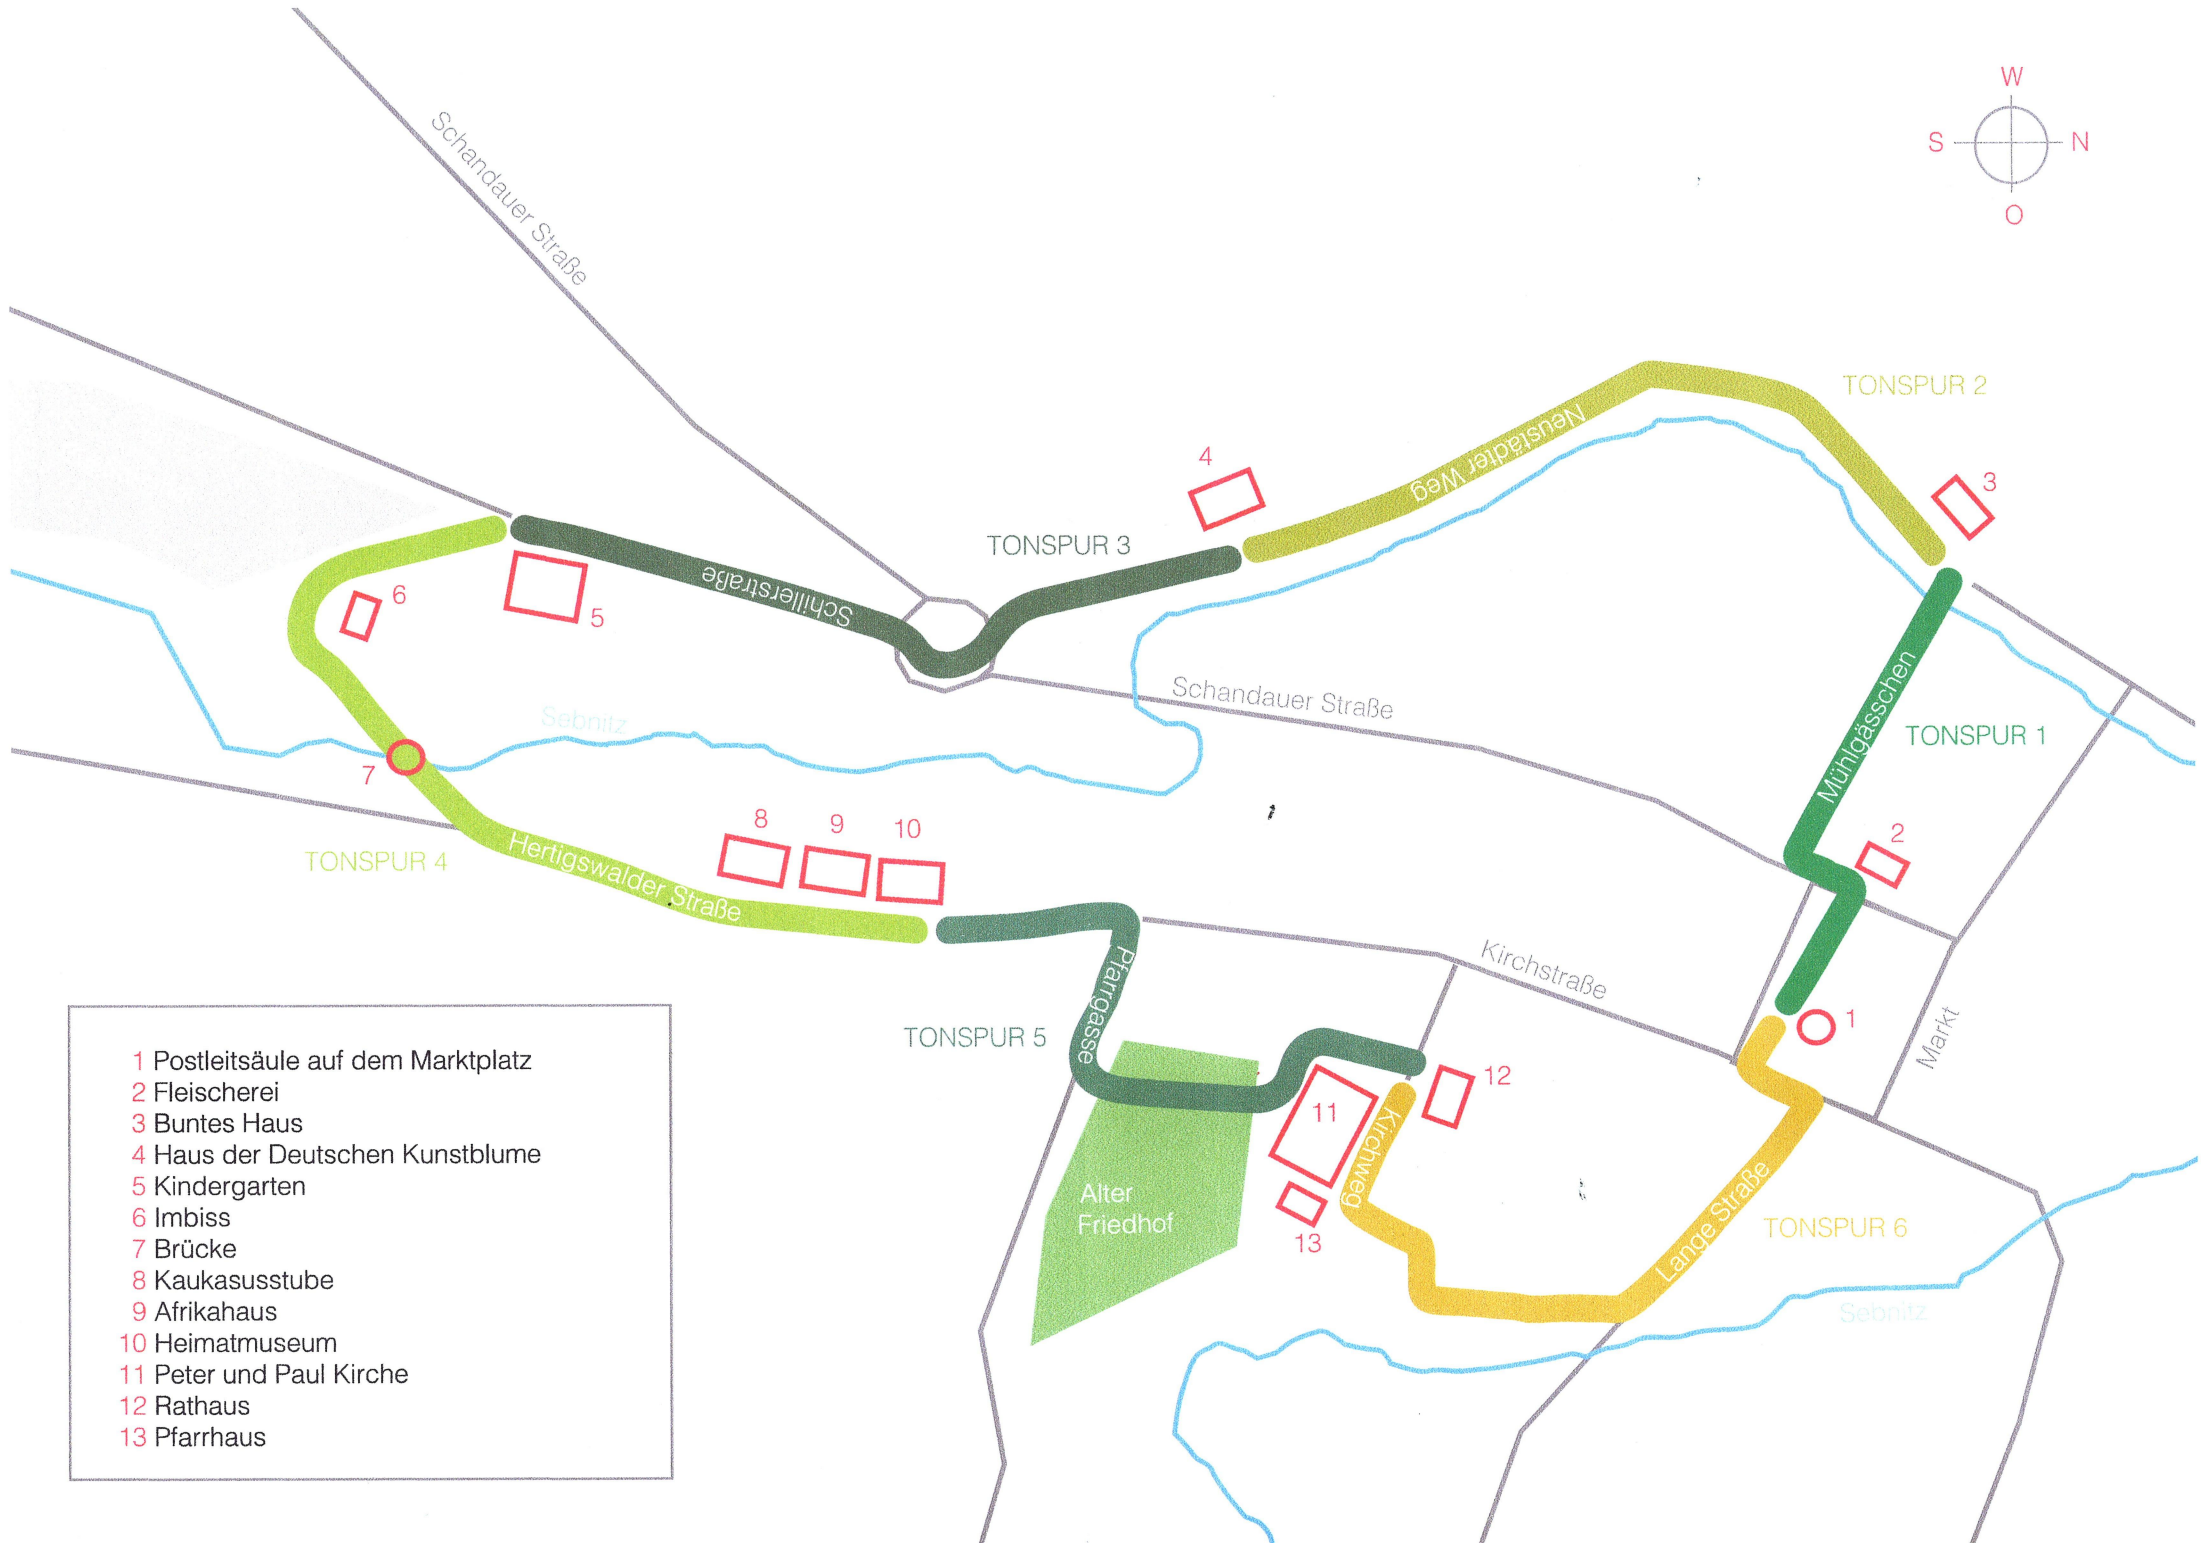 W
S N
O
Schandauer Straße
TONSPUR 2
Neustädter Weg
4
3
TONSPUR 3
Schillerstraße
6
5
Schandauer Straße
Mühlgässchen
TONSPUR 1
Sebnitz
7
8
9
10
2
TONSPUR 4
Hertigswalder Straße
Pfarrgasse
Kirchstraße
TONSPUR 5
1
Markt
12
11
Kirchweg
Alter
Friedhof
13
Lange Straße
TONSPUR 6
Sebnitz
1 Postleitsäule auf dem Marktplatz
2 Fleischerei
3 Buntes Haus
4 Haus der Deutschen Kunstblume
5 Kindergarten
6 Imbiss
7 Brücke
8 Kaukasusstube
9 Afrikahaus
10 Heimatmuseum
11 Peter und Paul Kirche
12 Rathaus
13 Pfarrhaus